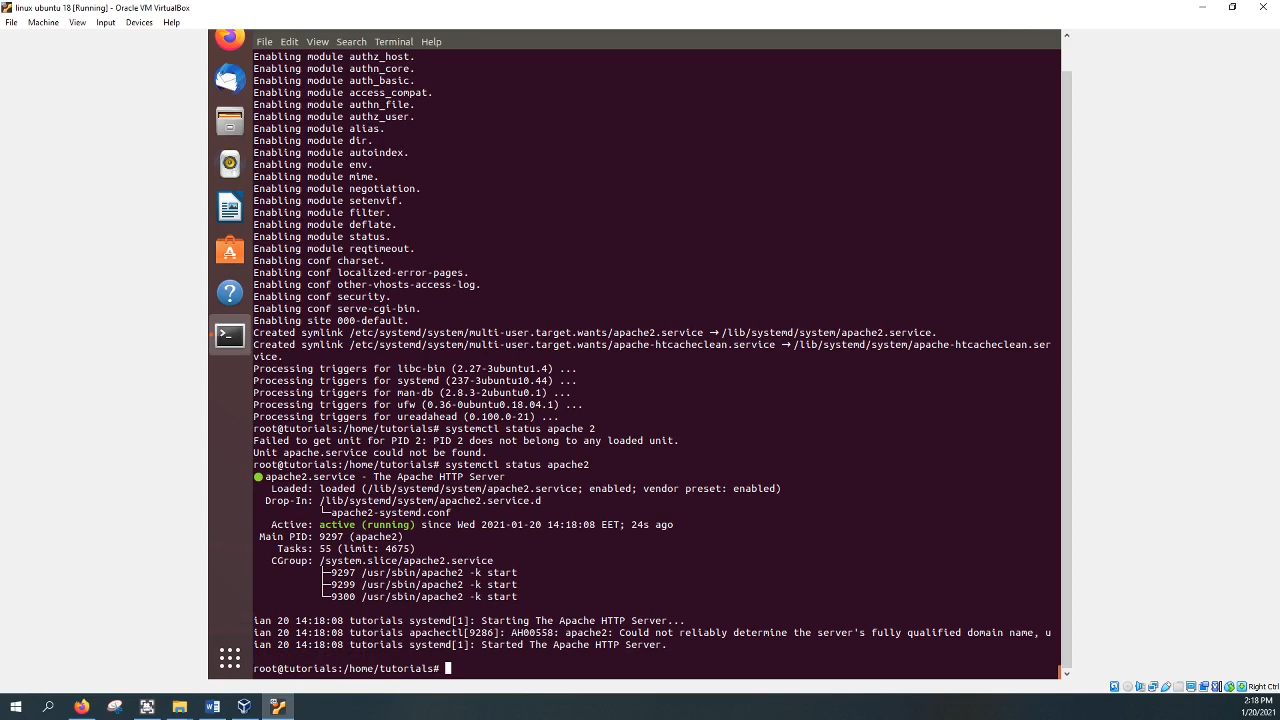 linux ubuntu 18 [Running] - Oracle VM VirtualBox
File Machine View Input Devices Help
File Edit View Search Terminal Help
Enabling module authz_host.
Enabling module authn_core.
Enabling module auth_basic.
Enabling module access_compat.
Enabling module authn_file.
Enabling module authz_user.
Enabling module alias.
Enabling module dir.
Enabling module autoindex.
Enabling module env.
Enabling module mime.
Enabling module negotiation.
Enabling module setenvif.
Enabling module filter.
Enabling module deflate.
Enabling module status.
Enabling module reqtimeout.
Enabling conf charset.
Enabling conf localized-error-pages.
Enabling conf other-vhosts-access-log.
Enabling conf security.
Enabling conf serve-cgi-bin.
Enabling site 000-default.
Created symlink /etc/systemd/system/multi-user.target.wants/apache2.service → /lib/systemd/system/apache2.service.
Created symlink /etc/systemd/system/multi-user.target.wants/apache-htcacheclean.service → /lib/systemd/system/apache-htcacheclean.ser
vice.
Processing triggers for libc-bin (2.27-3ubuntu1.4) ...
Processing triggers for systemd (237-3ubuntu10.44) ...
Processing triggers for man-db (2.8.3-2ubuntu0.1) ...
Processing triggers for ufw (0.36-0ubuntu0.18.04.1) ...
Processing triggers for ureadahead (0.100.0-21) ...
root@tutorials:/home/tutorials# systemctl status apache 2
Failed to get unit for PID 2: PID 2 does not belong to any loaded unit.
Unit apache.service could not be found.
root@tutorials:/home/tutorials# systemctl status apache2
● apache2.service - The Apache HTTP Server
Loaded: loaded (/lib/systemd/system/apache2.service; enabled; vendor preset: enabled)
Drop-In: /lib/systemd/system/apache2.service.d
└─apache2-systemd.conf
Active: active (running) since Wed 2021-01-20 14:18:08 EET; 24s ago
Main PID: 9297 (apache2)
Tasks: 55 (limit: 4675)
CGroup: /system.slice/apache2.service
├─9297 /usr/sbin/apache2 -k start
├─9299 /usr/sbin/apache2 -k start
└─9300 /usr/sbin/apache2 -k start
ian 20 14:18:08 tutorials systemd[1]: Starting The Apache HTTP Server...
ian 20 14:18:08 tutorials apachectl[9286]: AH00558: apache2: Could not reliably determine the server's fully qualified domain name, u
ian 20 14:18:08 tutorials systemd[1]: Started The Apache HTTP Server.
root@tutorials:/home/tutorials#
Right Ctrl
2:18 PM
1/20/2021